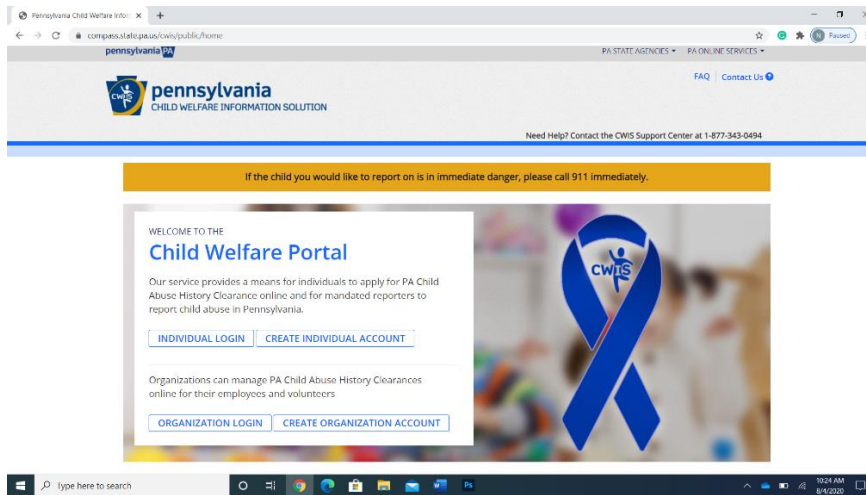 Pennsylvania Child Welfare Infor
compass.state.pa.us/cwis/public/home
N Paused
pennsylvania PA
PA STATE AGENCIES PA ONLINE SERVICES
FAQ Contact Us ?
CWIS
pennsylvania
CHILD WELFARE INFORMATION SOLUTION
Need Help? Contact the CWIS Support Center at 1-877-343-0494
If the child you would like to report on is in immediate danger, please call 911 immediately.
WELCOME TO THE
Child Welfare Portal
Our service provides a means for individuals to apply for PA Child
Abuse History Clearance online and for mandated reporters to
report child abuse in Pennsylvania.
INDIVIDUAL LOGIN CREATE INDIVIDUAL ACCOUNT
Organizations can manage PA Child Abuse History Clearances
online for their employees and volunteers
ORGANIZATION LOGIN CREATE ORGANIZATION ACCOUNT
CWIS
Type here to search
Ps
10:24 AM
8/4/2020